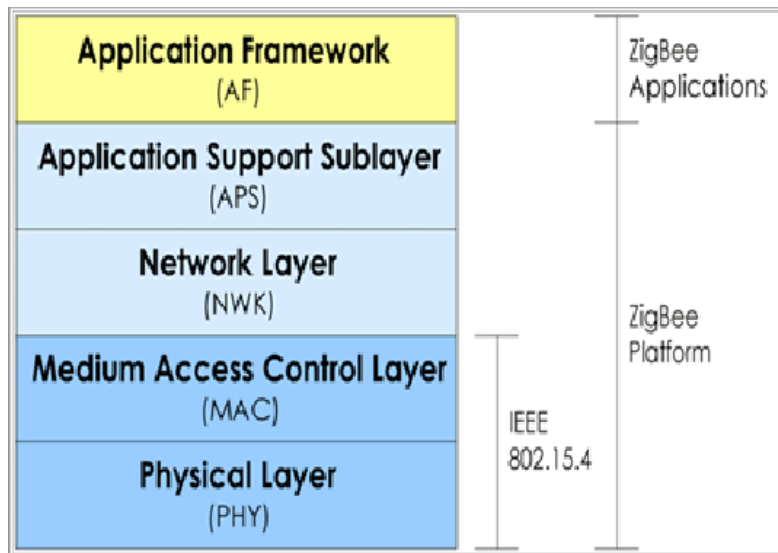 Application Framework
(AF)
Application Support Sublayer
(APS)
Network Layer
(NWK)
Medium Access Control Layer
(MAC)
Physical Layer
(PHY)
ZigBee
Applications
ZigBee
Platform
IEEE
802.15.4